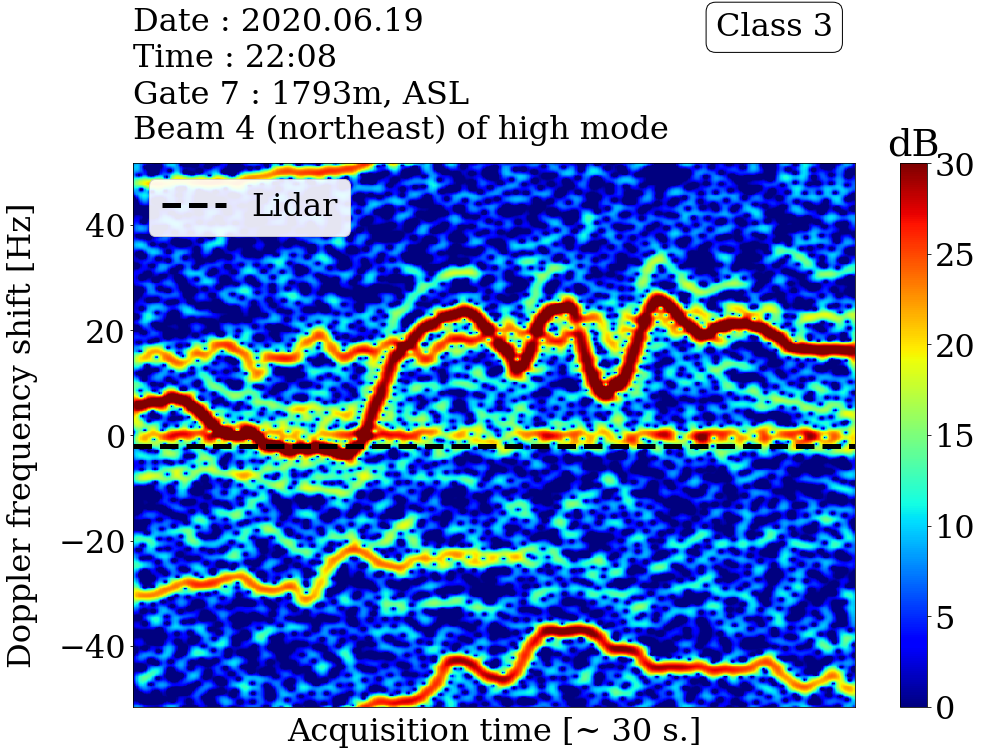 Date : 2020.06.19
Time : 22:08
Gate 7 : 1793m, ASL
Beam 4 (northeast) of high mode
Class 3
dB
Lidar
Doppler frequency shift [Hz]
40
20
0
−20
−40
30
25
20
15
10
5
0
Acquisition time [~ 30 s.]